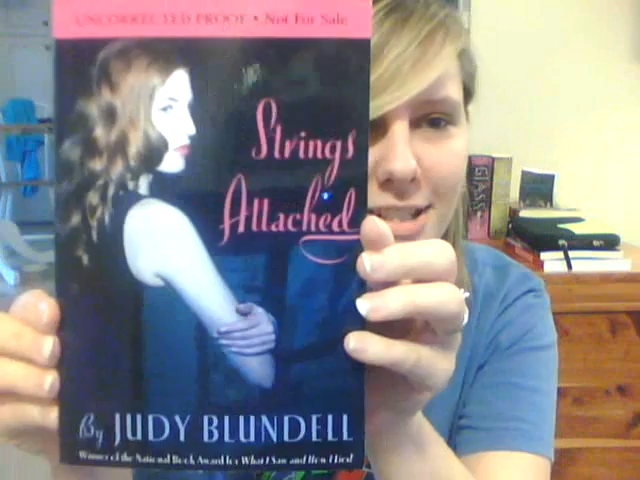 UNCORRECTED PROOF • Not For Sale
Strings
Attached
By JUDY BLUNDELL
Winner of the National Book Award for What I Saw and How I Lied
GLASS